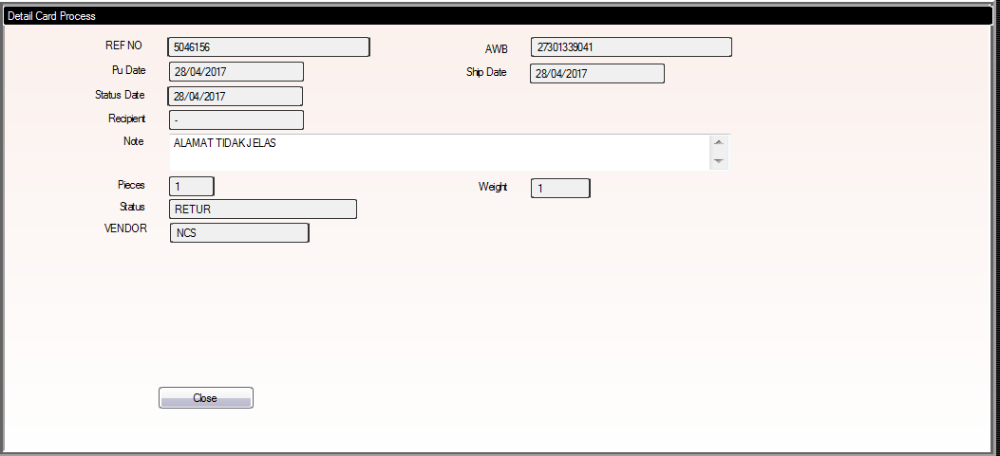 Detail Card Process
REF NO 5046156 AWB 27301339041
Pu Date 28/04/2017 Ship Date 28/04/2017
Status Date 28/04/2017
Recipient -
Note ALAMAT TIDAK JELAS
Pieces 1 Weight 1
Status RETUR
VENDOR NCS
Close